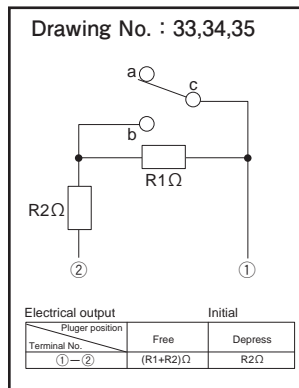 Drawing No. : 33,34,35
a
c
b
R1Ω
R2Ω
② ①
Electrical output Initial
Pluger position
Terminal No.
Free Depress
①—② (R1+R2)Ω R2Ω